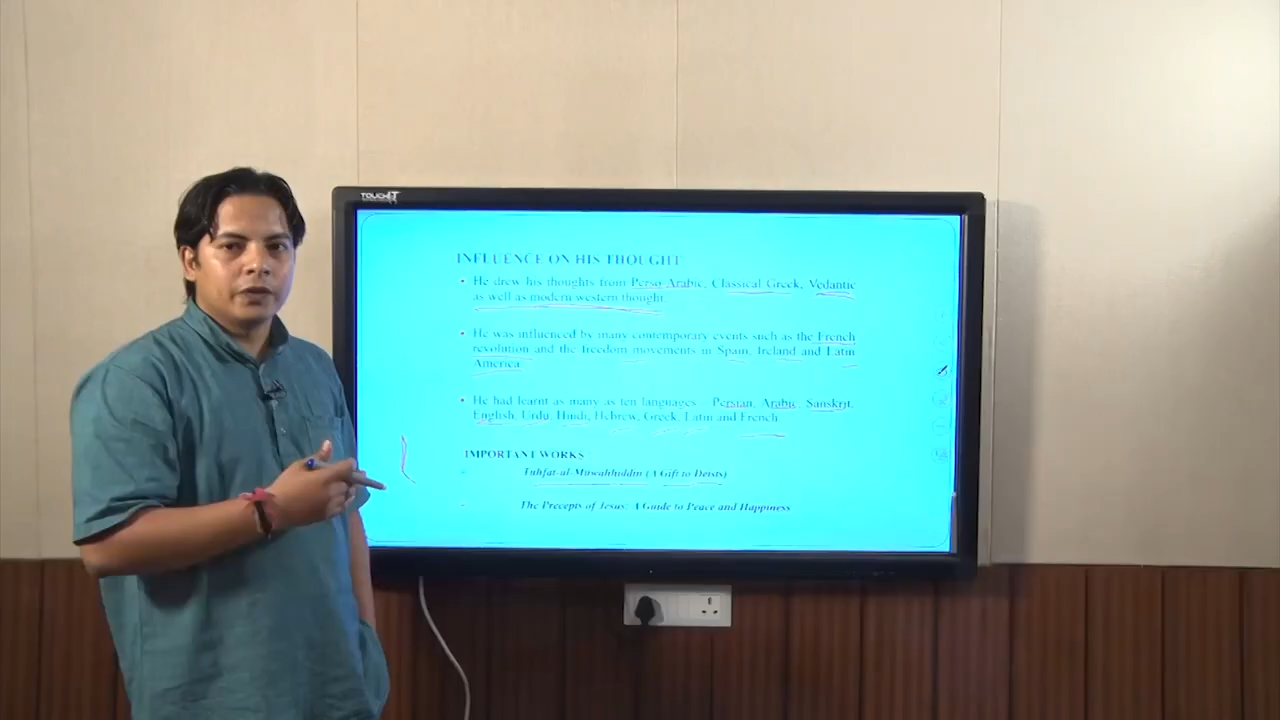 TOUCHIT
INFLUENCE ON HIS THOUGHT
• He drew his thoughts from Perso Arabic, Classical Greek, Vedantic
as well as modern western thought.
• He was influenced by many contemporary events such as the French
revolution and the freedom movements in Spain, Ireland and Latin
America.
• He had learnt as many as ten languages Persian, Arabic, Sanskrit,
English, Urdu, Hindi, Hebrew, Greek, Latin and French.
IMPORTANT WORKS
- Tuhfat-ul-Muwahhiddin (A Gift to Deists)
- The Precepts of Jesus: A Guide to Peace and Happiness